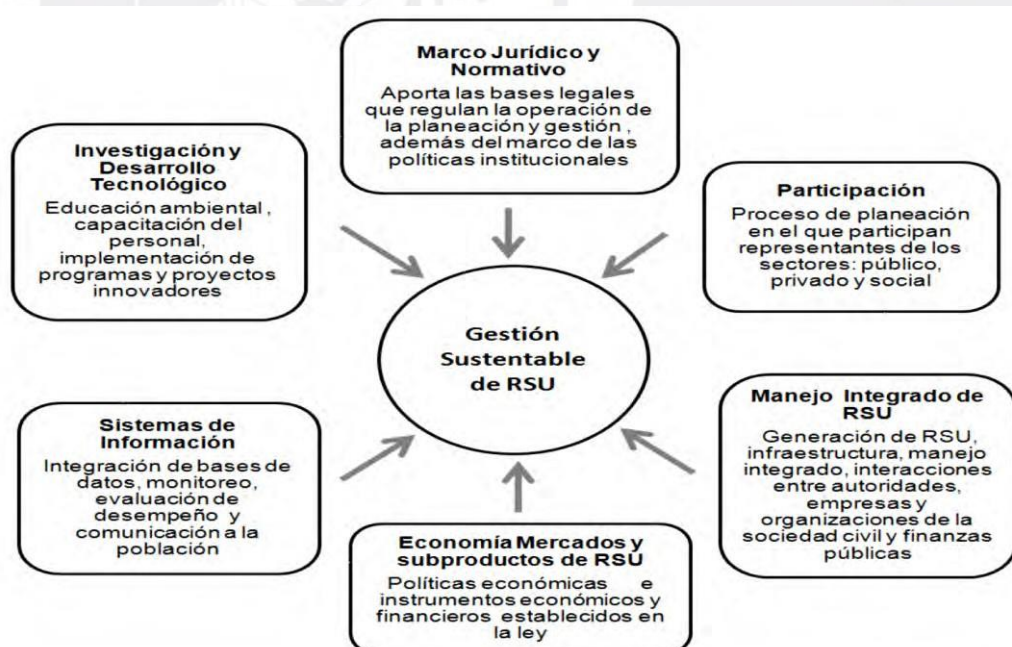 Marco Jurídico y
Normativo
Aporta las bases legales
que regulan la operación de
la planeación y gestión ,
además del marco de las
políticas institucionales
Investigación y
Desarrollo
Tecnológico
Educación ambiental ,
capacitación del
personal,
implementación de
programas y proyectos
innovadores
Participación
Proceso de planeación
en el que participan
representantes de los
sectores: público,
privado y social
Gestión
Sustentable
de RSU
Sistemas de
Información
Integración de bases de
datos, monitoreo,
evaluación de
desempeño y
comunicación a la
población
Manejo Integrado de
RSU
Generación de RSU,
infraestructura, manejo
integrado, interacciones
entre autoridades,
empresas y
organizaciones de la
sociedad civil y finanzas
públicas
Economía Mercados y
subproductos de RSU
Políticas económicas e
instrumentos económicos y
financieros establecidos en
la ley